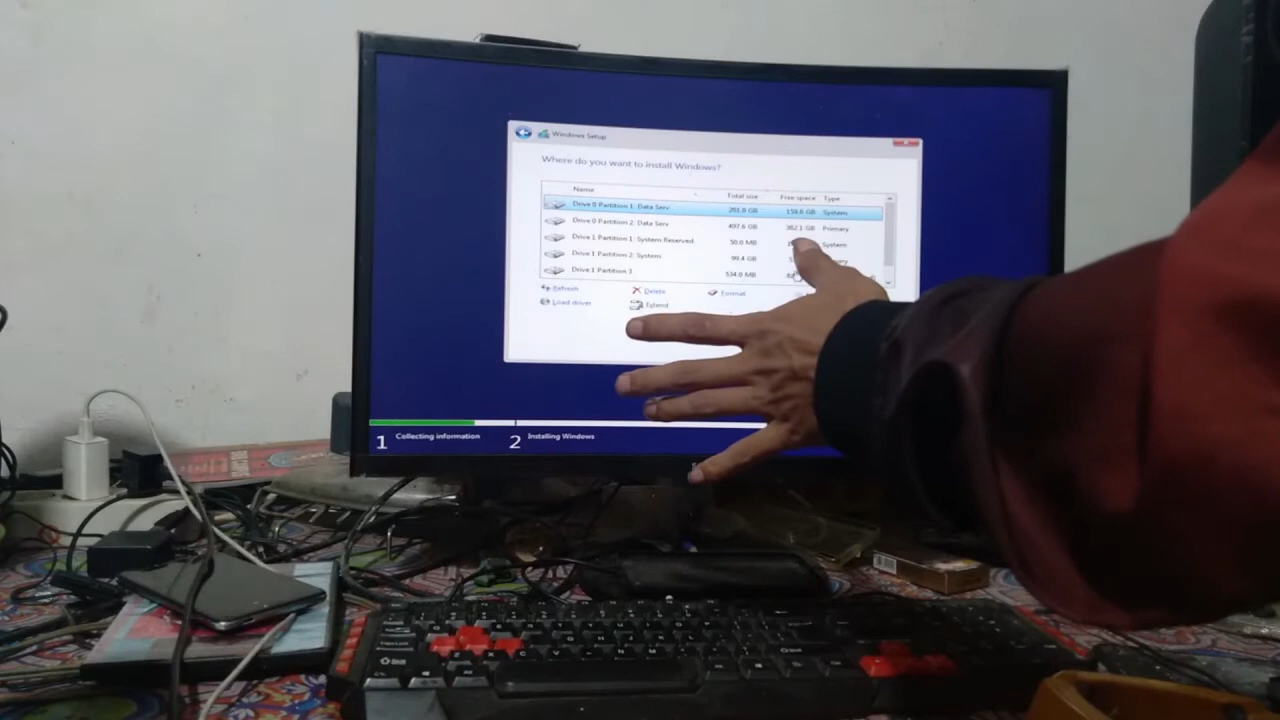 Windows Setup
Where do you want to install Windows?
Name Total size Free space Type
Drive 0 Partition 1: Data Serv 201.0 GB 159.6 GB System
Drive 0 Partition 2: Data Serv 497.6 GB 382.1 GB Primary
Drive 1 Partition 1: System Reserved 50.0 MB System
Drive 1 Partition 2: System 99.4 GB
Drive 1 Partition 3 534.0 MB
Refresh Delete Format
Load driver Extend
1 Collecting information 2 Installing Windows